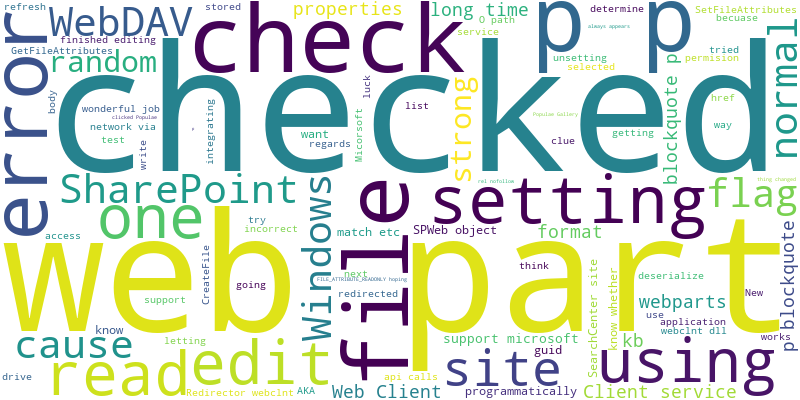 refresh
WebDAV
stored
properties
long time
O path
determine
SetFileAttributes
finished editing
check
service
always appears
p p
becuase
GetFileAttributes
error
random
unsetting
selected
tried
permision
normal
checked
body
wonderful job
clicked Populae
network via
test
write
integrating
luck
Micorsoft
list
want
regards
strong
Populae Gallery
clue
getting
blockquote p
href
way
rel nofollow
thing changed
SharePoint
one
Windows
file
setting
flag
try
incorrect
access
match etc
SPWeb object
format
web part
p blockquote
CreateFile
going
support
next
FILE_ATTRIBUTE_READONLY hoping
redirected
think
SearchCenter site
know whether
deserialize
webparts
New
use
application
webclnt dll
works
know
cause
letting
support microsoft
guid
kb
read
edit
site
using
drive
Redirector webclnt
AKA
api calls
Web Client
programmatically
Client service